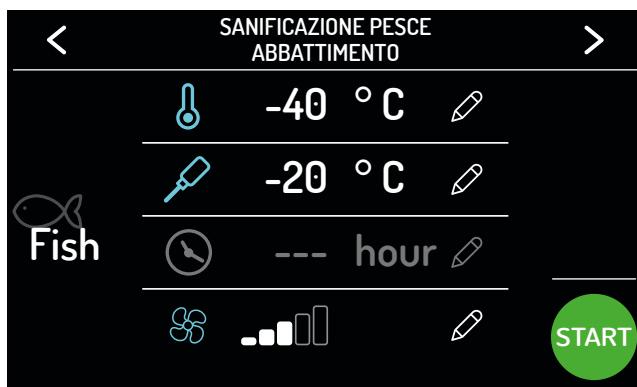 SANIFICAZIONE PESCE
ABBATTIMENTO
-40 °C
-20 °C
Fish
--- hour
START